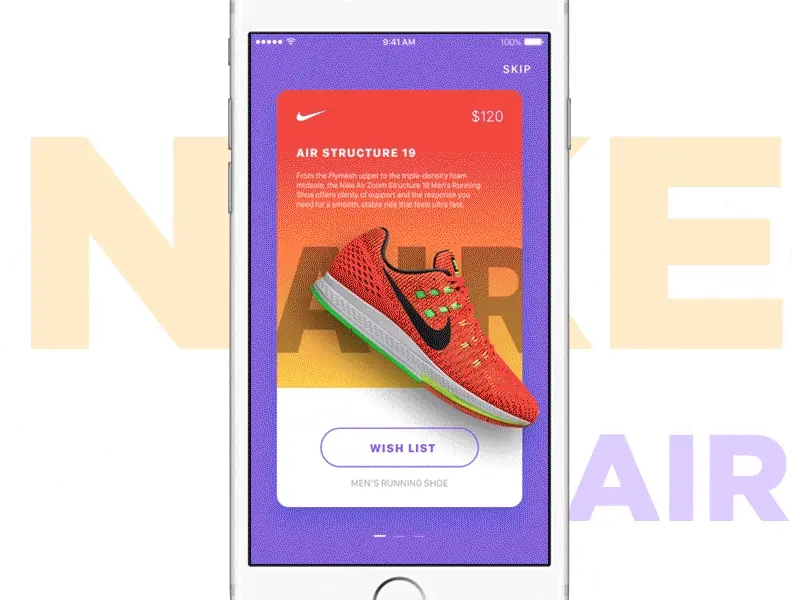 9:41 AM
100%
SKIP
$120
AIR STRUCTURE 19
From the Flymesh upper to the triple-density foam
midsole, the Nike Air Zoom Structure 19 Men's Running
Shoe offers plenty of support and the response you
need for a smooth, stable ride that feels ultra fast.
NIKE
AIR
WISH LIST
MEN'S RUNNING SHOE
AIR